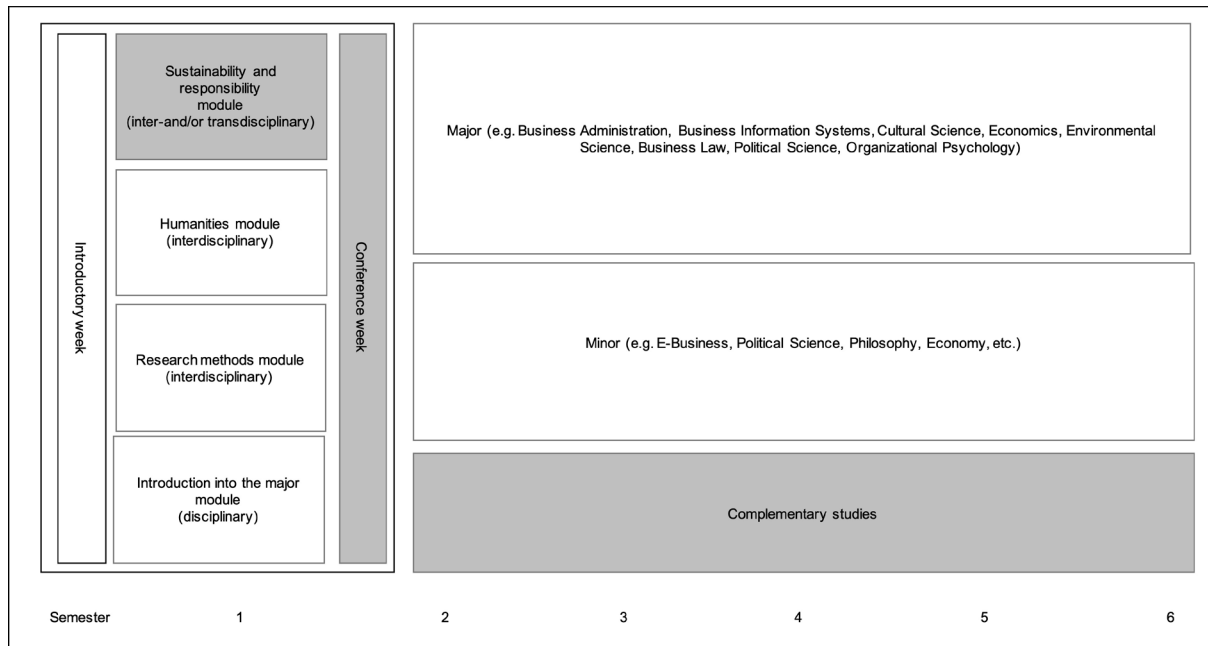 Introductory week
Sustainability and
responsibility
module
(inter-and/or transdisciplinary)
Humanities module
(interdisciplinary)
Research methods module
(interdisciplinary)
Introduction into the major
module
(disciplinary)
Conference week
Major (e.g. Business Administration, Business Information Systems, Cultural Science, Economics, Environmental
Science, Business Law, Political Science, Organizational Psychology)
Minor (e.g. E-Business, Political Science, Philosophy, Economy, etc.)
Complementary studies
Semester 1 2 3 4 5 6